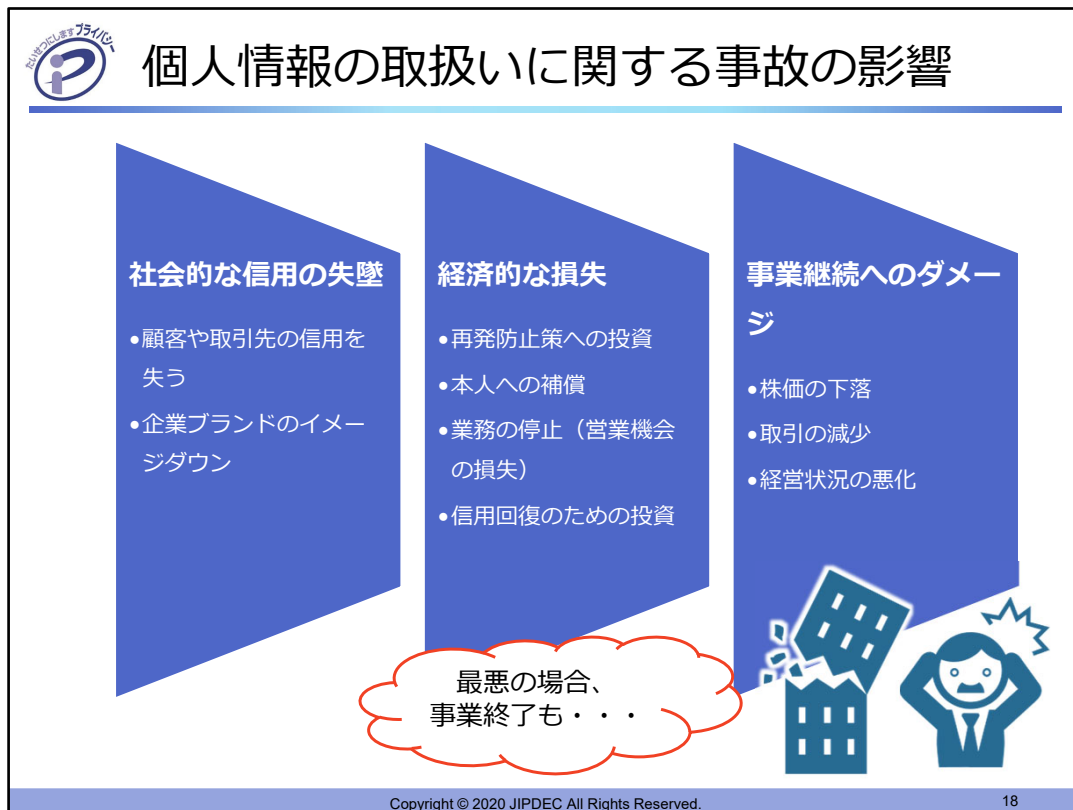 たいせつにしますプライバシー
個人情報の取扱いに関する事故の影響
社会的な信用の失墜
•顧客や取引先の信用を
失う
•企業ブランドのイメー
ジダウン
経済的な損失
•再発防止策への投資
•本人への補償
•業務の停止（営業機会
の損失）
•信用回復のための投資
事業継続へのダメー
ジ
•株価の下落
•取引の減少
•経営状況の悪化
最悪の場合、
事業終了も・・・
Copyright © 2020 JIPDEC All Rights Reserved.
18